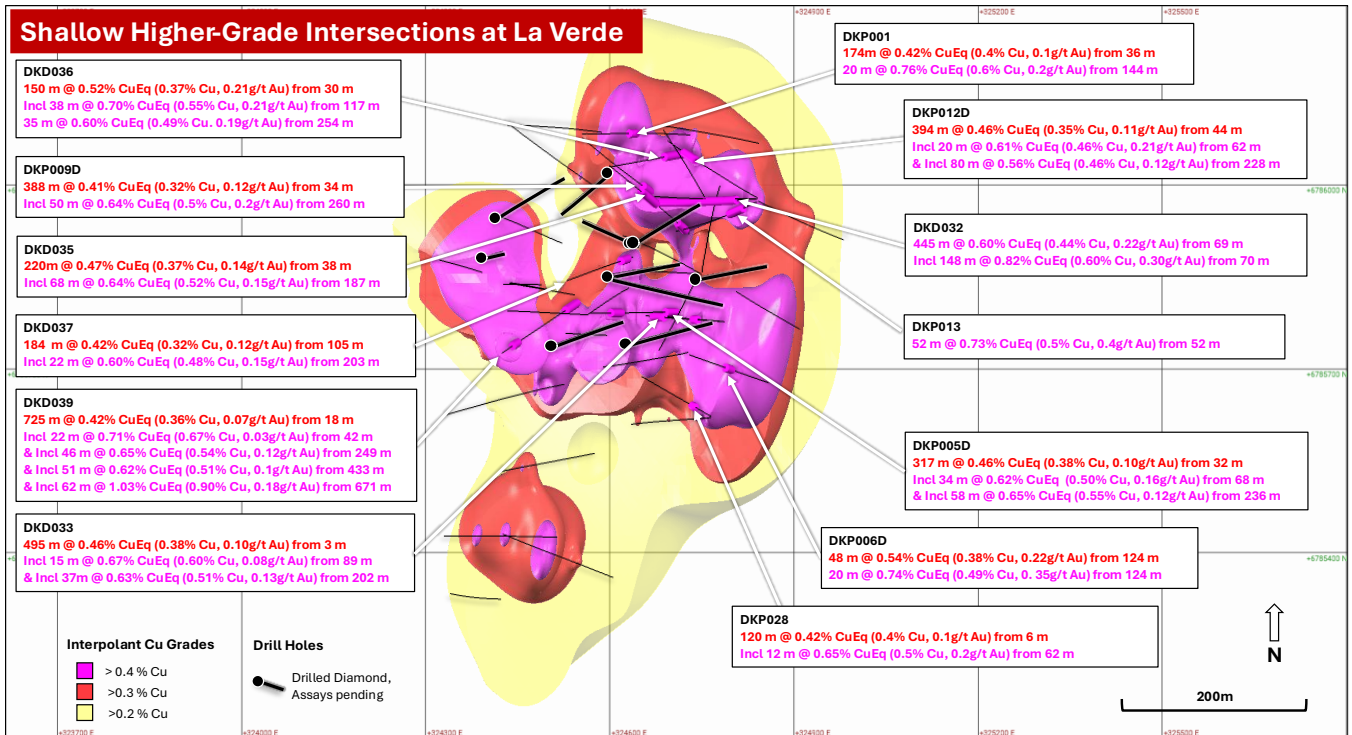 Shallow Higher-Grade Intersections at La Verde
DKD036
150 m @ 0.52% CuEq (0.37% Cu, 0.21g/t Au) from 30 m
Incl 38 m @ 0.70% CuEq (0.55% Cu, 0.21g/t Au) from 117 m
35 m @ 0.60% CuEq (0.49% Cu. 0.19g/t Au) from 254 m
DKP009D
388 m @ 0.41% CuEq (0.32% Cu, 0.12g/t Au) from 34 m
Incl 50 m @ 0.64% CuEq (0.5% Cu, 0.2g/t Au) from 260 m
DKD035
220m @ 0.47% CuEq (0.37% Cu, 0.14g/t Au) from 38 m
Incl 68 m @ 0.64% CuEq (0.52% Cu, 0.15g/t Au) from 187 m
DKD037
184 m @ 0.42% CuEq (0.32% Cu, 0.12g/t Au) from 105 m
Incl 22 m @ 0.60% CuEq (0.48% Cu, 0.15g/t Au) from 203 m
DKD039
725 m @ 0.42% CuEq (0.36% Cu, 0.07g/t Au) from 18 m
Incl 22 m @ 0.71% CuEq (0.67% Cu, 0.03g/t Au) from 42 m
& Incl 46 m @ 0.65% CuEq (0.54% Cu, 0.12g/t Au) from 249 m
& Incl 51 m @ 0.62% CuEq (0.51% Cu, 0.1g/t Au) from 433 m
& Incl 62 m @ 1.03% CuEq (0.90% Cu, 0.18g/t Au) from 671 m
DKD033
495 m @ 0.46% CuEq (0.38% Cu, 0.10g/t Au) from 3 m
Incl 15 m @ 0.67% CuEq (0.60% Cu, 0.08g/t Au) from 89 m
& Incl 37m @ 0.63% CuEq (0.51% Cu, 0.13g/t Au) from 202 m
DKP001
174m @ 0.42% CuEq (0.4% Cu, 0.1g/t Au) from 36 m
20 m @ 0.76% CuEq (0.6% Cu, 0.2g/t Au) from 144 m
DKP012D
394 m @ 0.46% CuEq (0.35% Cu, 0.11g/t Au) from 44 m
Incl 20 m @ 0.61% CuEq (0.46% Cu, 0.21g/t Au) from 62 m
& Incl 80 m @ 0.56% CuEq (0.46% Cu, 0.12g/t Au) from 228 m
DKD032
445 m @ 0.60% CuEq (0.44% Cu, 0.22g/t Au) from 69 m
Incl 148 m @ 0.82% CuEq (0.60% Cu, 0.30g/t Au) from 70 m
DKP013
52 m @ 0.73% CuEq (0.5% Cu, 0.4g/t Au) from 52 m
DKP005D
317 m @ 0.46% CuEq (0.38% Cu, 0.10g/t Au) from 32 m
Incl 34 m @ 0.62% CuEq (0.50% Cu, 0.16g/t Au) from 68 m
& Incl 58 m @ 0.65% CuEq (0.55% Cu, 0.12g/t Au) from 236 m
DKP006D
48 m @ 0.54% CuEq (0.38% Cu, 0.22g/t Au) from 124 m
20 m @ 0.74% CuEq (0.49% Cu, 0. 35g/t Au) from 124 m
DKP028
120 m @ 0.42% CuEq (0.4% Cu, 0.1g/t Au) from 6 m
Incl 12 m @ 0.65% CuEq (0.5% Cu, 0.2g/t Au) from 62 m
Interpolant Cu Grades
> 0.4 % Cu
>0.3 % Cu
>0.2 % Cu
Drill Holes
Drilled Diamond,
Assays pending
N
200m
+324900 E
+325200 E
+325500 E
+6786000 N
+6785700 N
+6785400 N
+323700 E
+324000 E
+324300 E
+324600 E
+324900 E
+325200 E
+325500 E